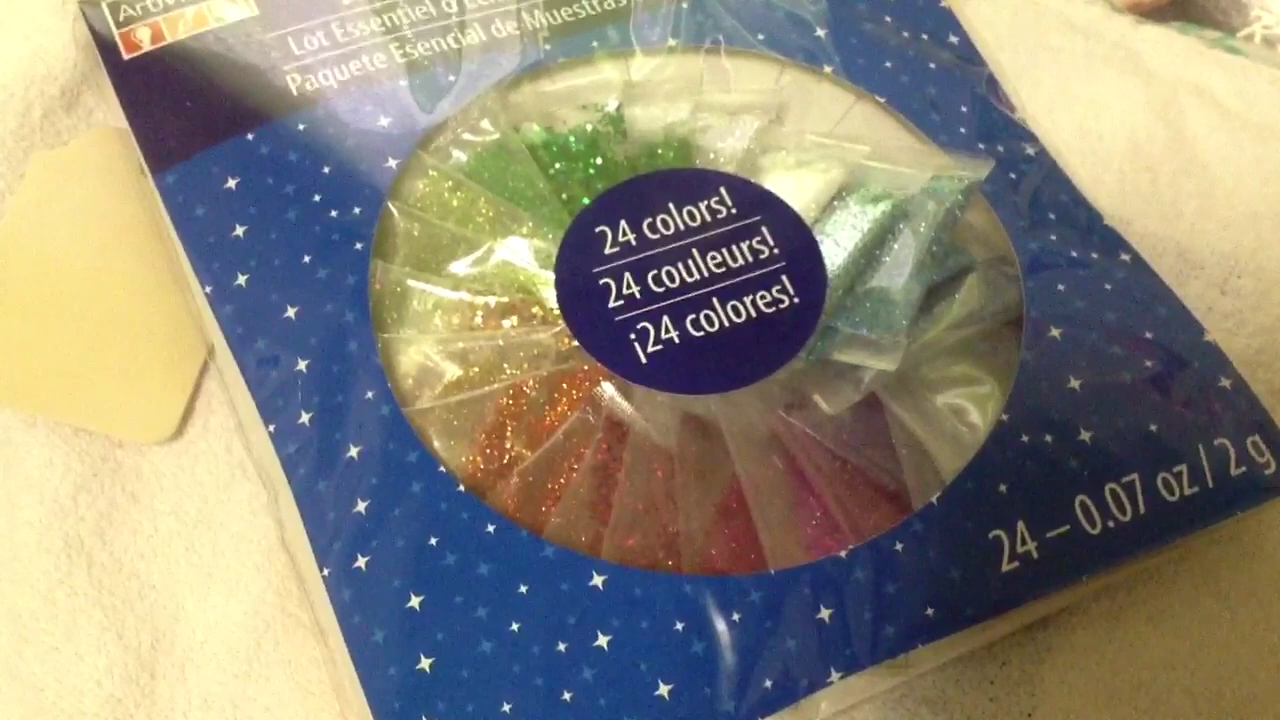 Lot Essentiel
Paquete Esencial de Muestras
24 colors!
24 couleurs!
¡24 colores!
24 – 0.07 oz / 2 g